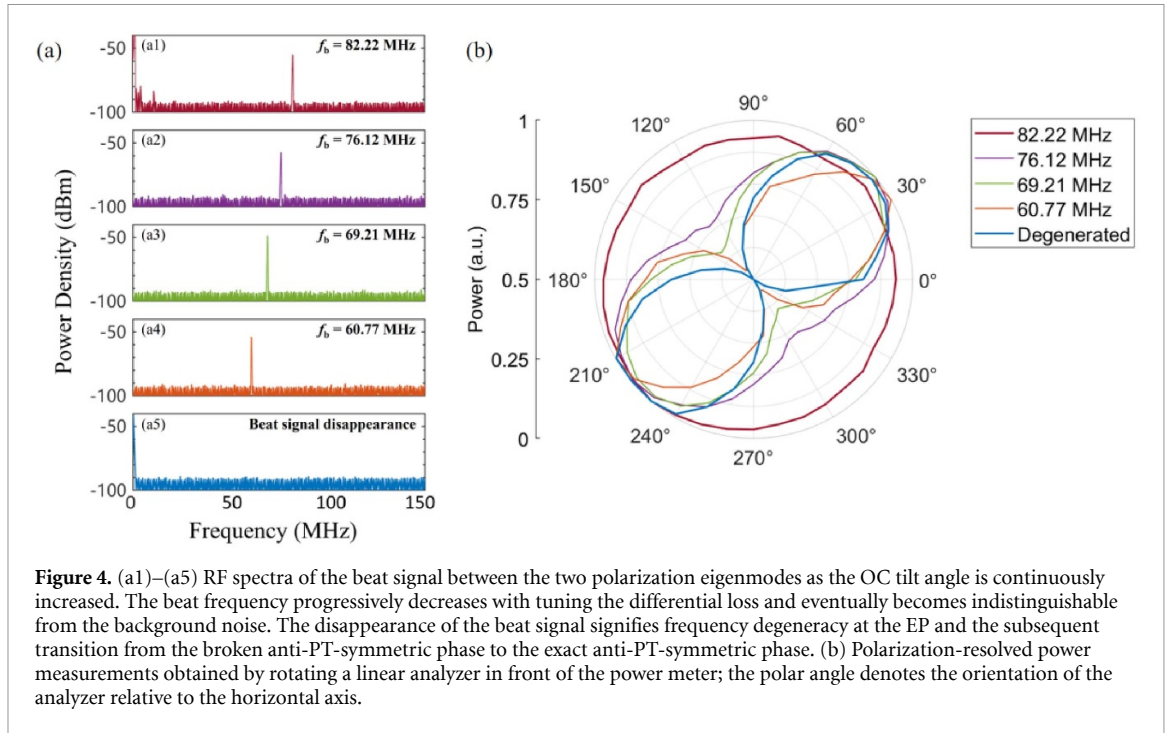 (a)
(a1)
f_b = 82.22 MHz
-50
-100
(a2)
f_b = 76.12 MHz
-50
-100
(a3)
f_b = 69.21 MHz
-50
-100
(a4)
f_b = 60.77 MHz
-50
-100
(a5)
Beat signal disappearance
-50
-100
0 50 100 150
Frequency (MHz)
Power Density (dBm)
(b)
1
0.75
0.5
0.25
0
Power (a.u.)
90°
60°
30°
0°
330°
300°
270°
240°
210°
180°
150°
120°
82.22 MHz
76.12 MHz
69.21 MHz
60.77 MHz
Degenerated
Figure 4. (a1)–(a5) RF spectra of the beat signal between the two polarization eigenmodes as the OC tilt angle is continuously
increased. The beat frequency progressively decreases with tuning the differential loss and eventually becomes indistinguishable
from the background noise. The disappearance of the beat signal signifies frequency degeneracy at the EP and the subsequent
transition from the broken anti-PT-symmetric phase to the exact anti-PT-symmetric phase. (b) Polarization-resolved power
measurements obtained by rotating a linear analyzer in front of the power meter; the polar angle denotes the orientation of the
analyzer relative to the horizontal axis.